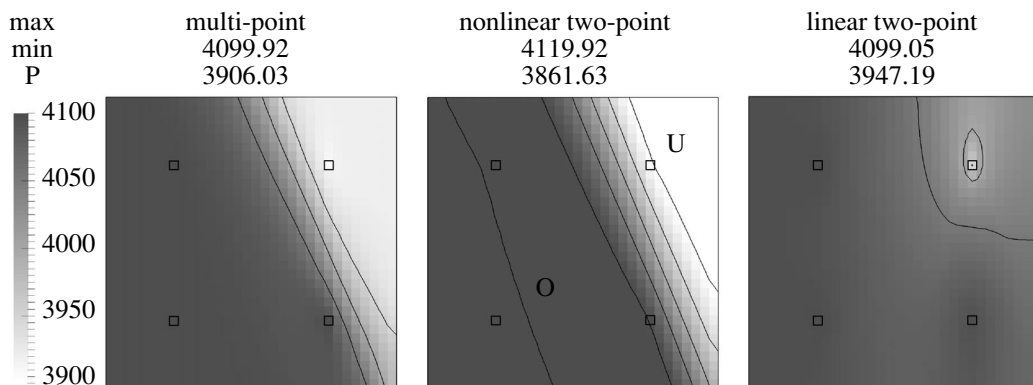 max
min
P
multi-point
4099.92
3906.03
nonlinear two-point
4119.92
3861.63
linear two-point
4099.05
3947.19
4100
4050
4000
3950
3900
U
O